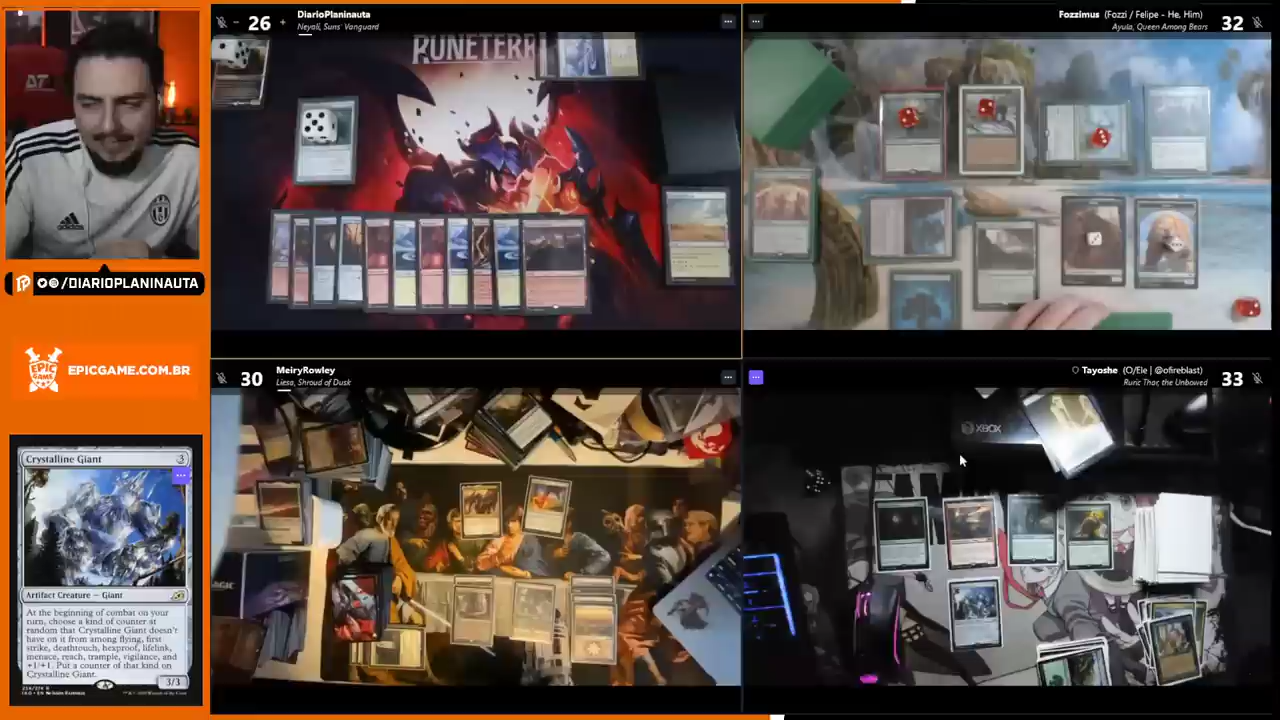 26
DiarioPlaninauta
Neyali, Suns' Vanguard
RUNETERR
Fozzimus (Fozzi / Felipe - He, Him)
Ayula, Queen Among Bears
32
@/DIARIOPLANINAUTA
EPIC GAME
EPICGAME.COM.BR
30
MeiryRowley
Liesa, Shroud of Dusk
Tayoshe (O/Ele | @ofireblast)
Ruric Thar, the Unbowed
33
XBOX
Crystalline Giant 3
Artifact Creature — Giant
At the beginning of combat on your
turn, choose a kind of counter at
random that Crystalline Giant doesn't
have on it from among flying, first
strike, deathtouch, hexproof, lifelink,
menace, reach, trample, vigilance, and
+1/+1. Put a counter of that kind on
Crystalline Giant.
3/3